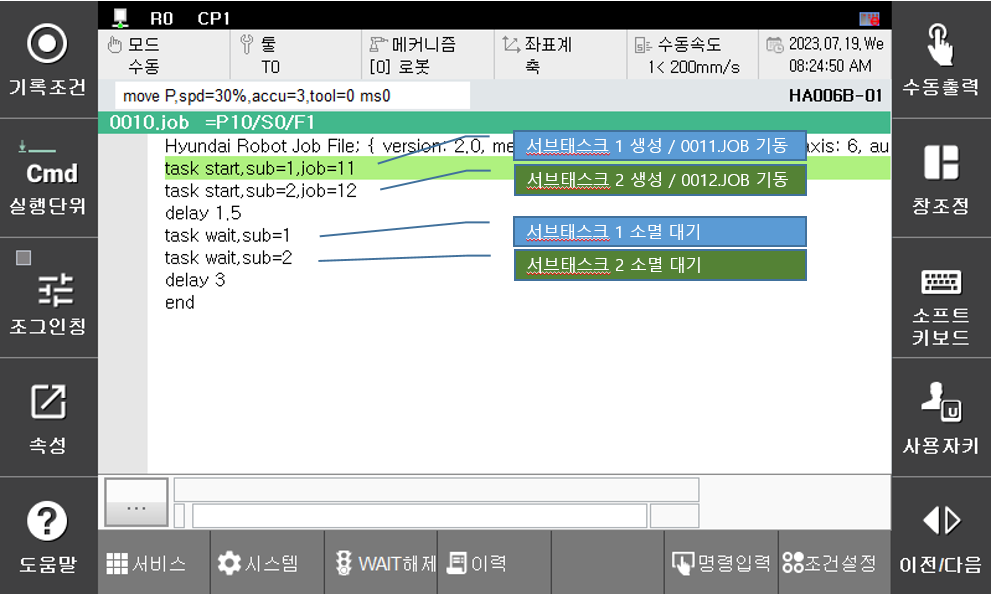 R0 CP1
기록조건
모드
수동
툴
T0
메커니즘
[0] 로봇
좌표계
축
수동속도
1< 200mm/s
2023.07.19.We
08:24:50 AM
수동출력
move P,spd=30%,accu=3,tool=0 ms0
HA006B-01
0010.job =P10/S0/F1
Hyundai Robot Job File; { version: 2.0, me
axis: 6, au
서브태스크 1 생성 / 0011.JOB 기동
task start,sub=1,job=11
서브태스크 2 생성 / 0012.JOB 기동
task start,sub=2,job=12
delay 1.5
task wait,sub=1
서브태스크 1 소멸 대기
task wait,sub=2
서브태스크 2 소멸 대기
delay 3
end
Cmd
실행단위
창조정
조그인칭
소프트
키보드
속성
U
사용자키
...
?
도움말
서비스
시스템
WAIT해제
이력
명령입력
조건설정
이전/다음